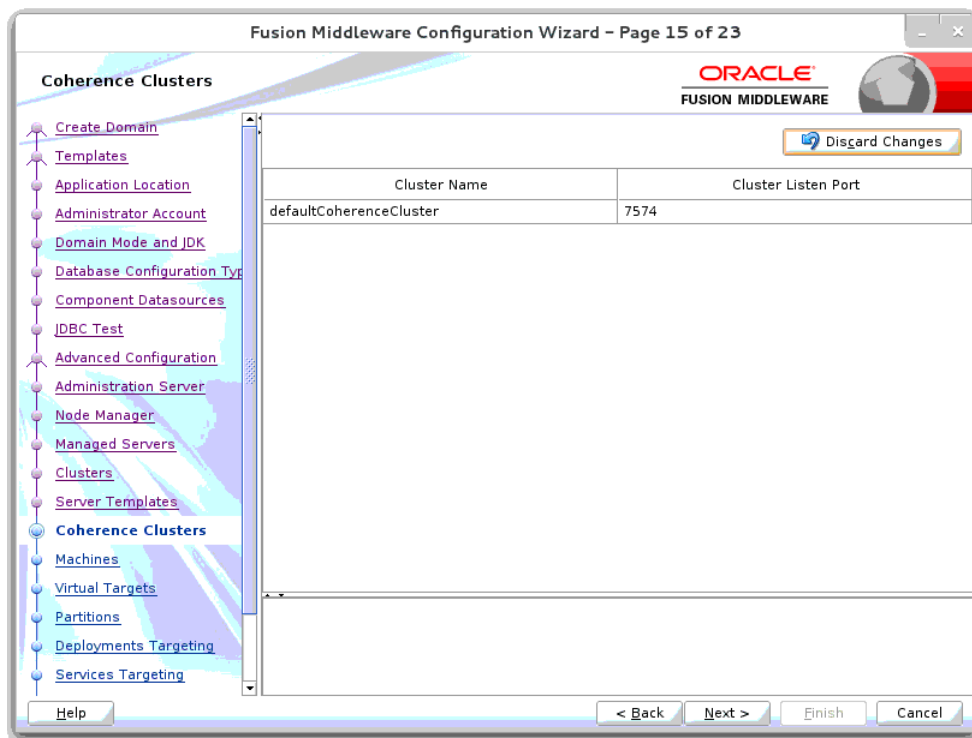 Fusion Middleware Configuration Wizard – Page 15 of 23
Coherence Clusters
ORACLE
FUSION MIDDLEWARE
Create Domain
Templates
Application Location
Administrator Account
Domain Mode and JDK
Database Configuration Typ
Component Datasources
JDBC Test
Advanced Configuration
Administration Server
Node Manager
Managed Servers
Clusters
Server Templates
Coherence Clusters
Machines
Virtual Targets
Partitions
Deployments Targeting
Services Targeting
Discard Changes
Cluster Name Cluster Listen Port
defaultCoherenceCluster 7574
Help < Back Next > Finish Cancel